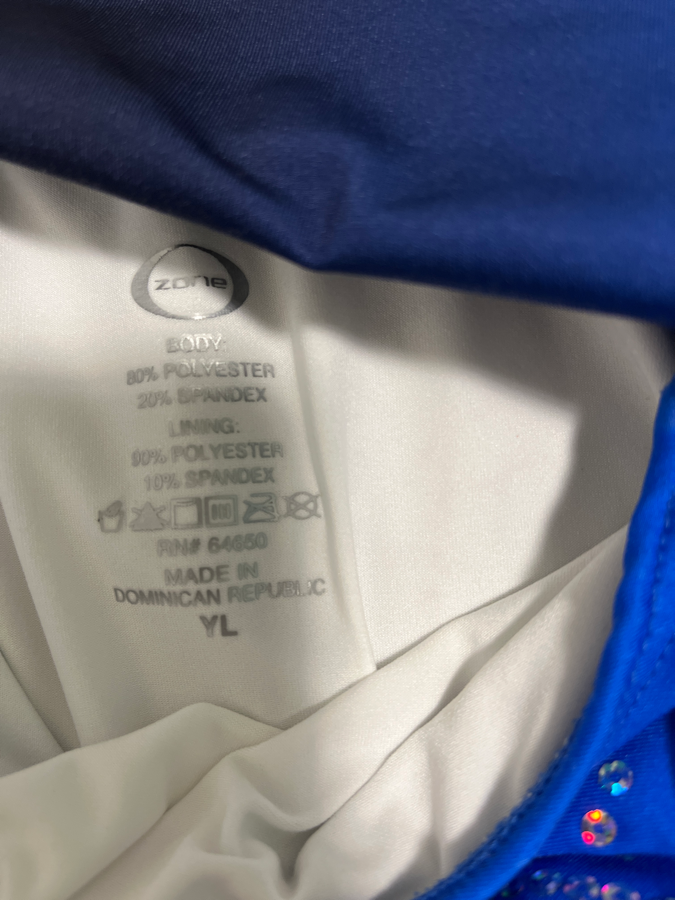 zone
BODY:
80% POLYESTER
20% SPANDEX
LINING:
90% POLYESTER
10% SPANDEX
RN# 64650
MADE IN
DOMINICAN REPUBLIC
YL